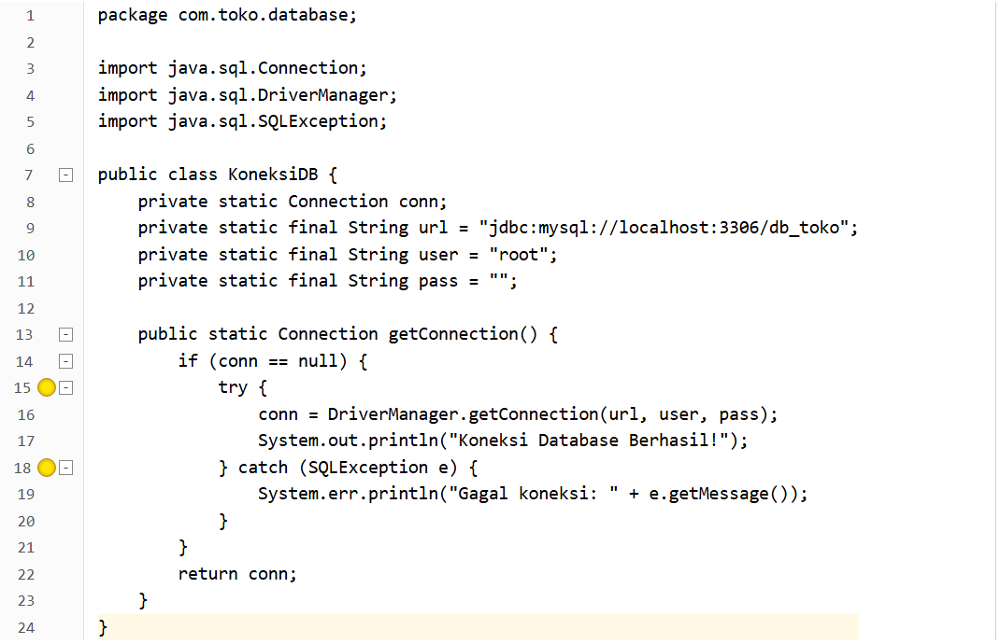 1 package com.toko.database;
2
3 import java.sql.Connection;
4 import java.sql.DriverManager;
5 import java.sql.SQLException;
6
7 public class KoneksiDB {
8     private static Connection conn;
9     private static final String url = "jdbc:mysql://localhost:3306/db_toko";
10     private static final String user = "root";
11     private static final String pass = "";
12
13     public static Connection getConnection() {
14         if (conn == null) {
15             try {
16                 conn = DriverManager.getConnection(url, user, pass);
17                 System.out.println("Koneksi Database Berhasil!");
18             } catch (SQLException e) {
19                 System.err.println("Gagal koneksi: " + e.getMessage());
20             }
21         }
22         return conn;
23     }
24 }